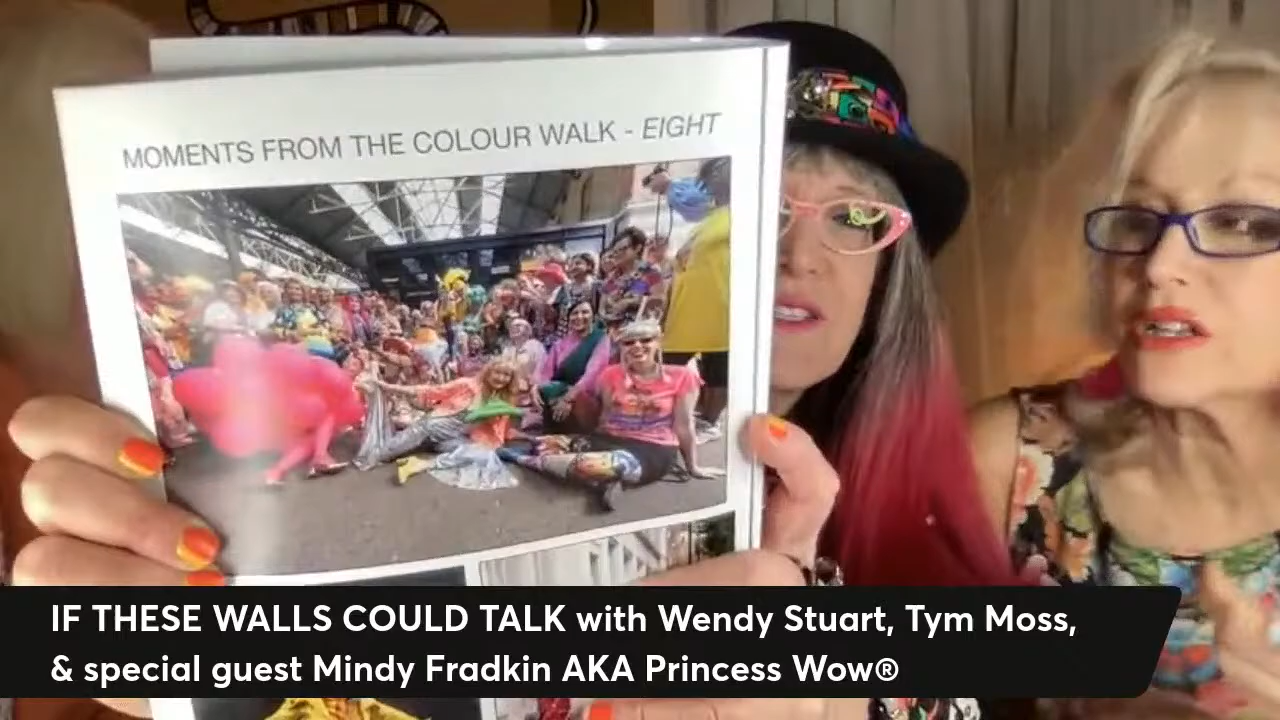 MOMENTS FROM THE COLOUR WALK - EIGHT
IF THESE WALLS COULD TALK with Wendy Stuart, Tym Moss,
& special guest Mindy Fradkin AKA Princess Wow®